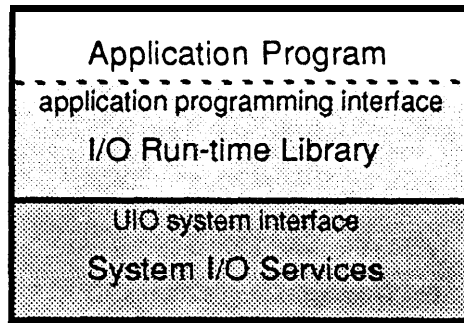 Application Program
application programming interface
I/O Run-time Library
UIO system interface
System I/O Services